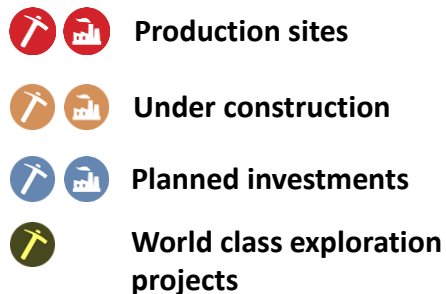 Production sites
Under construction
Planned investments
World class exploration
projects